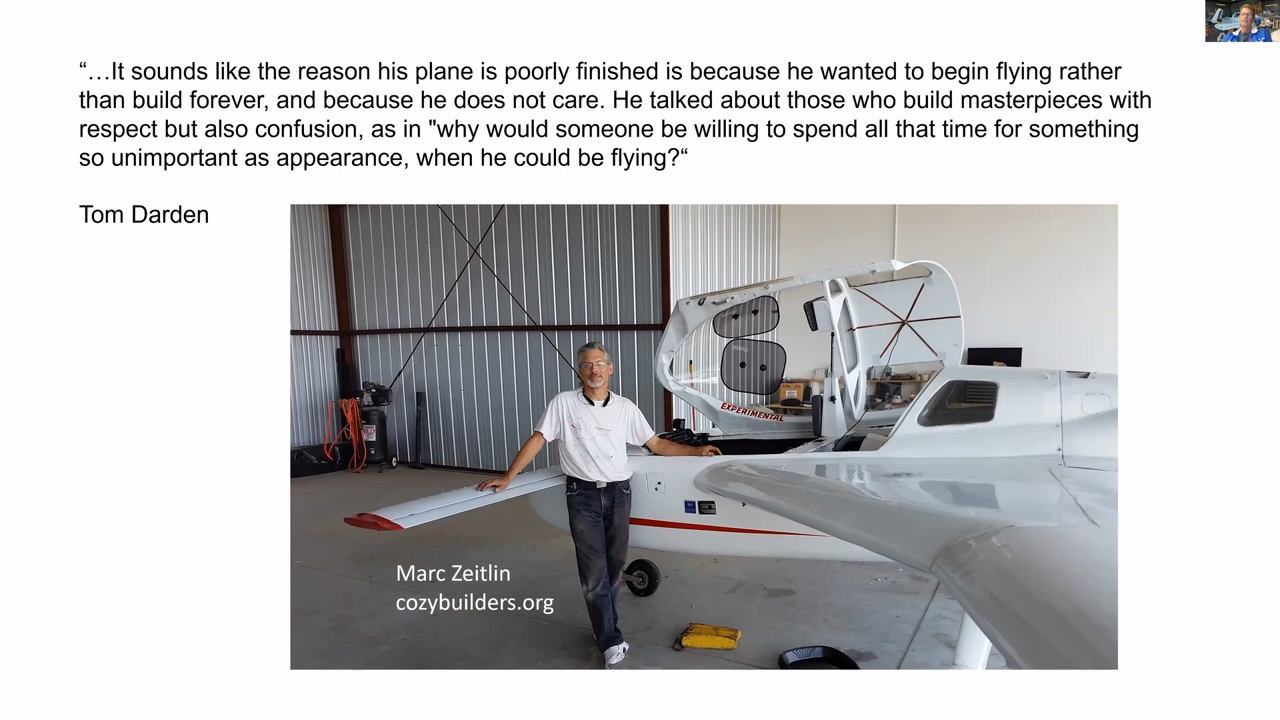 “…It sounds like the reason his plane is poorly finished is because he wanted to begin flying rather
than build forever, and because he does not care. He talked about those who build masterpieces with
respect but also confusion, as in "why would someone be willing to spend all that time for something
so unimportant as appearance, when he could be flying?“
Tom Darden
EXPERIMENTAL
Marc Zeitlin
cozybuilders.org